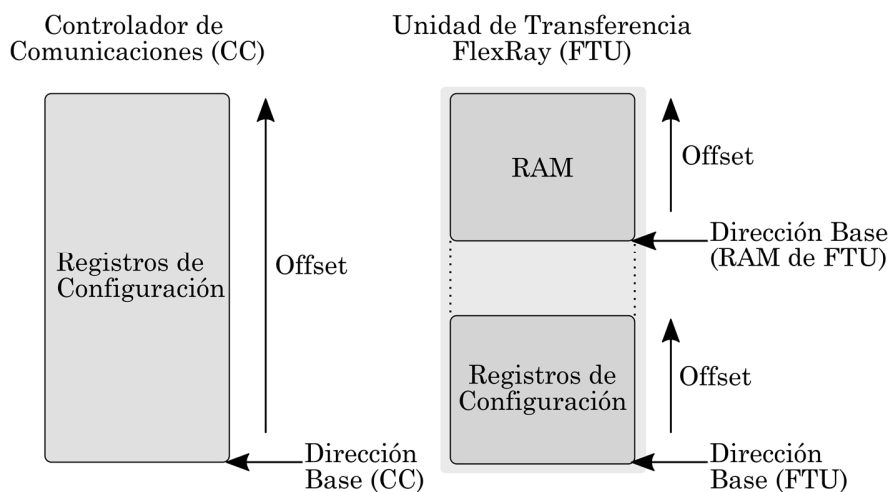 Controlador de
Comunicaciones (CC)
Registros de
Configuración
Offset
Dirección
Base (CC)
Unidad de Transferencia
FlexRay (FTU)
RAM
Offset
Dirección Base
(RAM de FTU)
Registros de
Configuración
Offset
Dirección
Base (FTU)